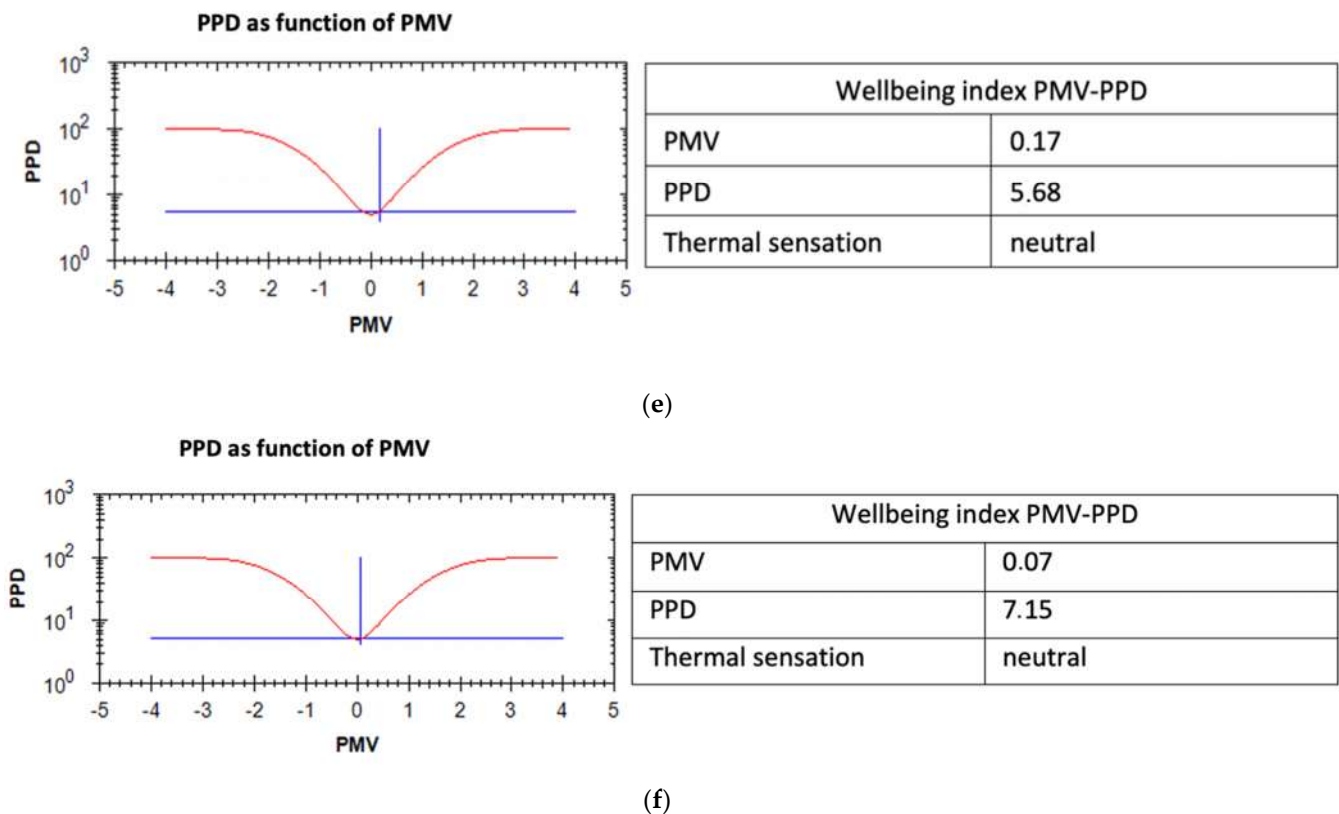 PPD as function of PMV
10³
10²
10¹
10⁰
PPD
-5 -4 -3 -2 -1 0 1 2 3 4 5
PMV
Wellbeing index PMV-PPD
PMV 0.17
PPD 5.68
Thermal sensation neutral
(e)
PPD as function of PMV
10³
10²
10¹
10⁰
PPD
-5 -4 -3 -2 -1 0 1 2 3 4 5
PMV
Wellbeing index PMV-PPD
PMV 0.07
PPD 7.15
Thermal sensation neutral
(f)